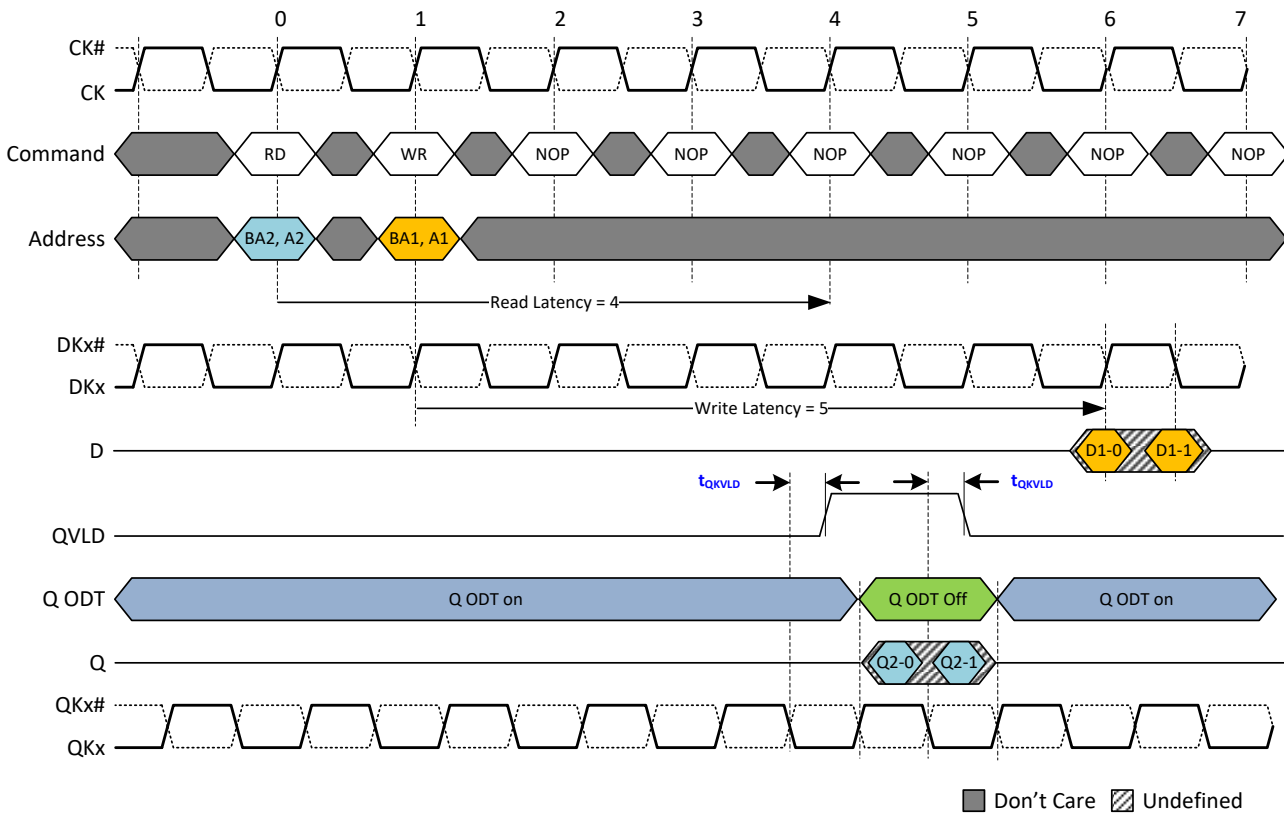 0 1 2 3 4 5 6 7
CK#
CK
Command RD WR NOP NOP NOP NOP NOP NOP
Address BA2, A2 BA1, A1
Read Latency = 4
DKx#
DKx
Write Latency = 5
D D1-0 D1-1
tQKVLD tQKVLD
QVLD
Q ODT Q ODT on Q ODT Off Q ODT on
Q Q2-0 Q2-1
QKx#
QKx
Don't Care Undefined